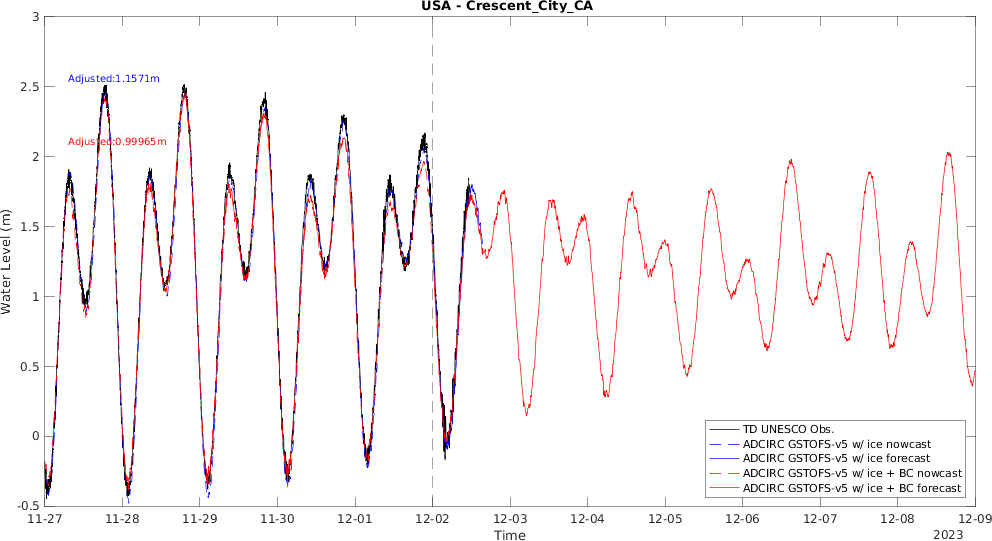 USA - Crescent_City_CA
3
2.5
2
1.5
1
0.5
0
-0.5
Water Level (m)
Adjusted:1.1571m
Adjusted:0.99965m
TD UNESCO Obs.
ADCIRC GSTOFS-v5 w/ ice nowcast
ADCIRC GSTOFS-v5 w/ ice forecast
ADCIRC GSTOFS-v5 w/ ice + BC nowcast
ADCIRC GSTOFS-v5 w/ ice + BC forecast
11-27 11-28 11-29 11-30 12-01 12-02 12-03 12-04 12-05 12-06 12-07 12-08 12-09
Time
2023